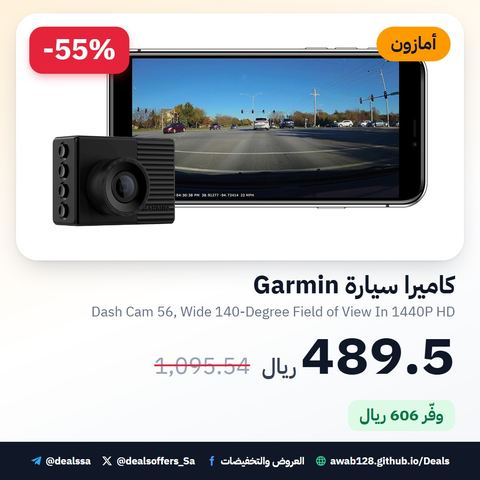 -55%
أمازون
كاميرا سيارة Garmin
Dash Cam 56, Wide 140-Degree Field of View In 1440P HD
489.5 ريال 1,095.54
وفّر 606 ريال
@dealssa @dealsoffers_Sa العروض والتخفيضات awab128.github.io/Deals